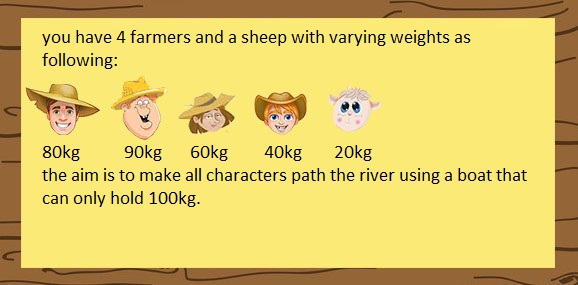 you have 4 farmers and a sheep with varying weights as
following:
80kg 90kg 60kg 40kg 20kg
the aim is to make all characters path the river using a boat that
can only hold 100kg.